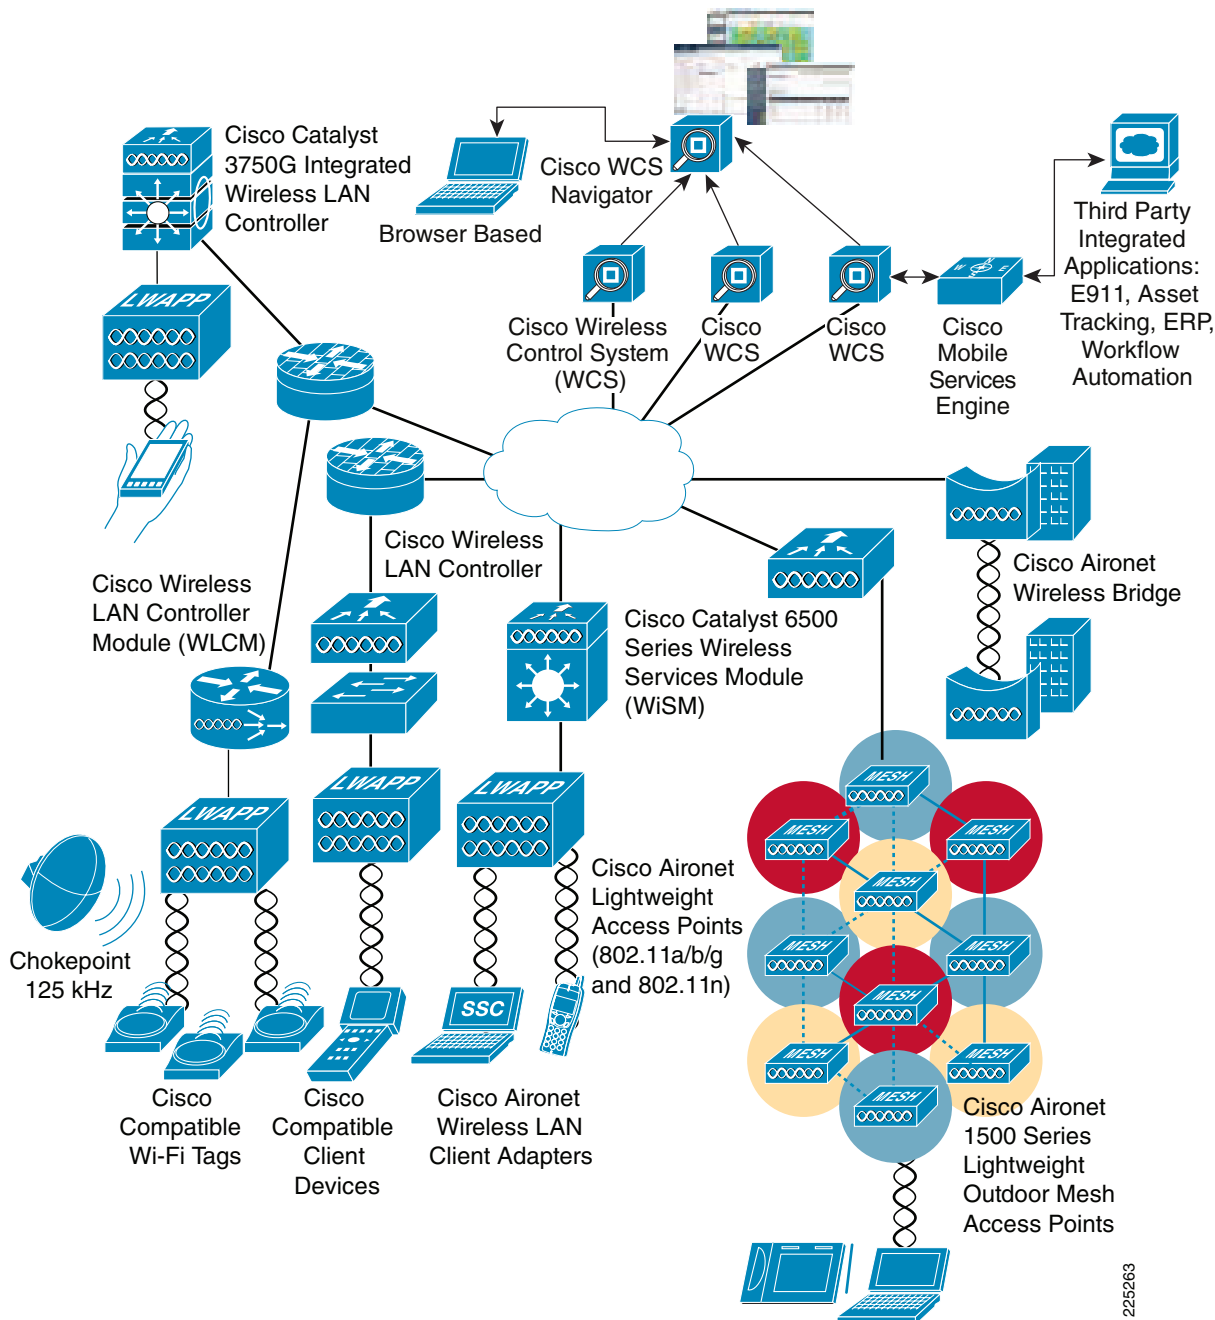 Cisco Catalyst
3750G Integrated
Wireless LAN
Controller
Browser Based
Cisco WCS
Navigator
Third Party
Integrated
Applications:
E911, Asset
Tracking, ERP,
Workflow
Automation
LWAPP
Cisco Wireless
Control System
(WCS)
Cisco
WCS
Cisco
WCS
W
N
E
Cisco
Mobile
Services
Engine
Cisco Wireless
LAN Controller
Cisco Wireless
LAN Controller
Module (WLCM)
Cisco Catalyst 6500
Series Wireless
Services Module
(WiSM)
Cisco Aironet
Wireless Bridge
LWAPP
LWAPP
LWAPP
Chokepoint
125 kHz
Cisco Aironet
Lightweight
Access Points
(802.11a/b/g
and 802.11n)
SSC
Cisco
Compatible
Wi-Fi Tags
Cisco
Compatible
Client
Devices
Cisco Aironet
Wireless LAN
Client Adapters
MESH
MESH
MESH
MESH
MESH
MESH
MESH
MESH
MESH
MESH
Cisco Aironet
1500 Series
Lightweight
Outdoor Mesh
Access Points
225263